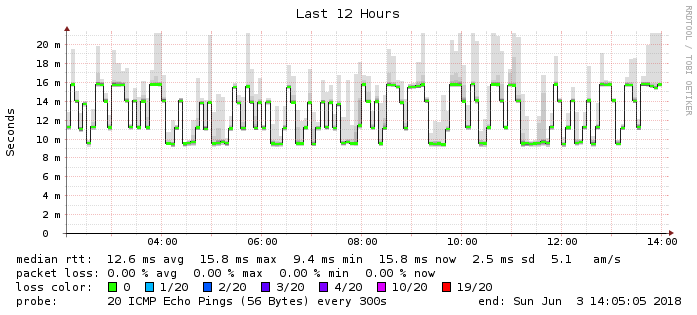 Last 12 Hours
RRDTOOL / TOBI OETIKER
Seconds
20 m
18 m
16 m
14 m
12 m
10 m
8 m
6 m
4 m
2 m
0
04:00 06:00 08:00 10:00 12:00 14:00
median rtt: 12.6 ms avg 15.8 ms max 9.4 ms min 15.8 ms now 2.5 ms sd 5.1 am/s
packet loss: 0.00 % avg 0.00 % max 0.00 % min 0.00 % now
loss color: 0 1/20 2/20 3/20 4/20 10/20 19/20
probe: 20 ICMP Echo Pings (56 Bytes) every 300s end: Sun Jun 3 14:05:05 2018